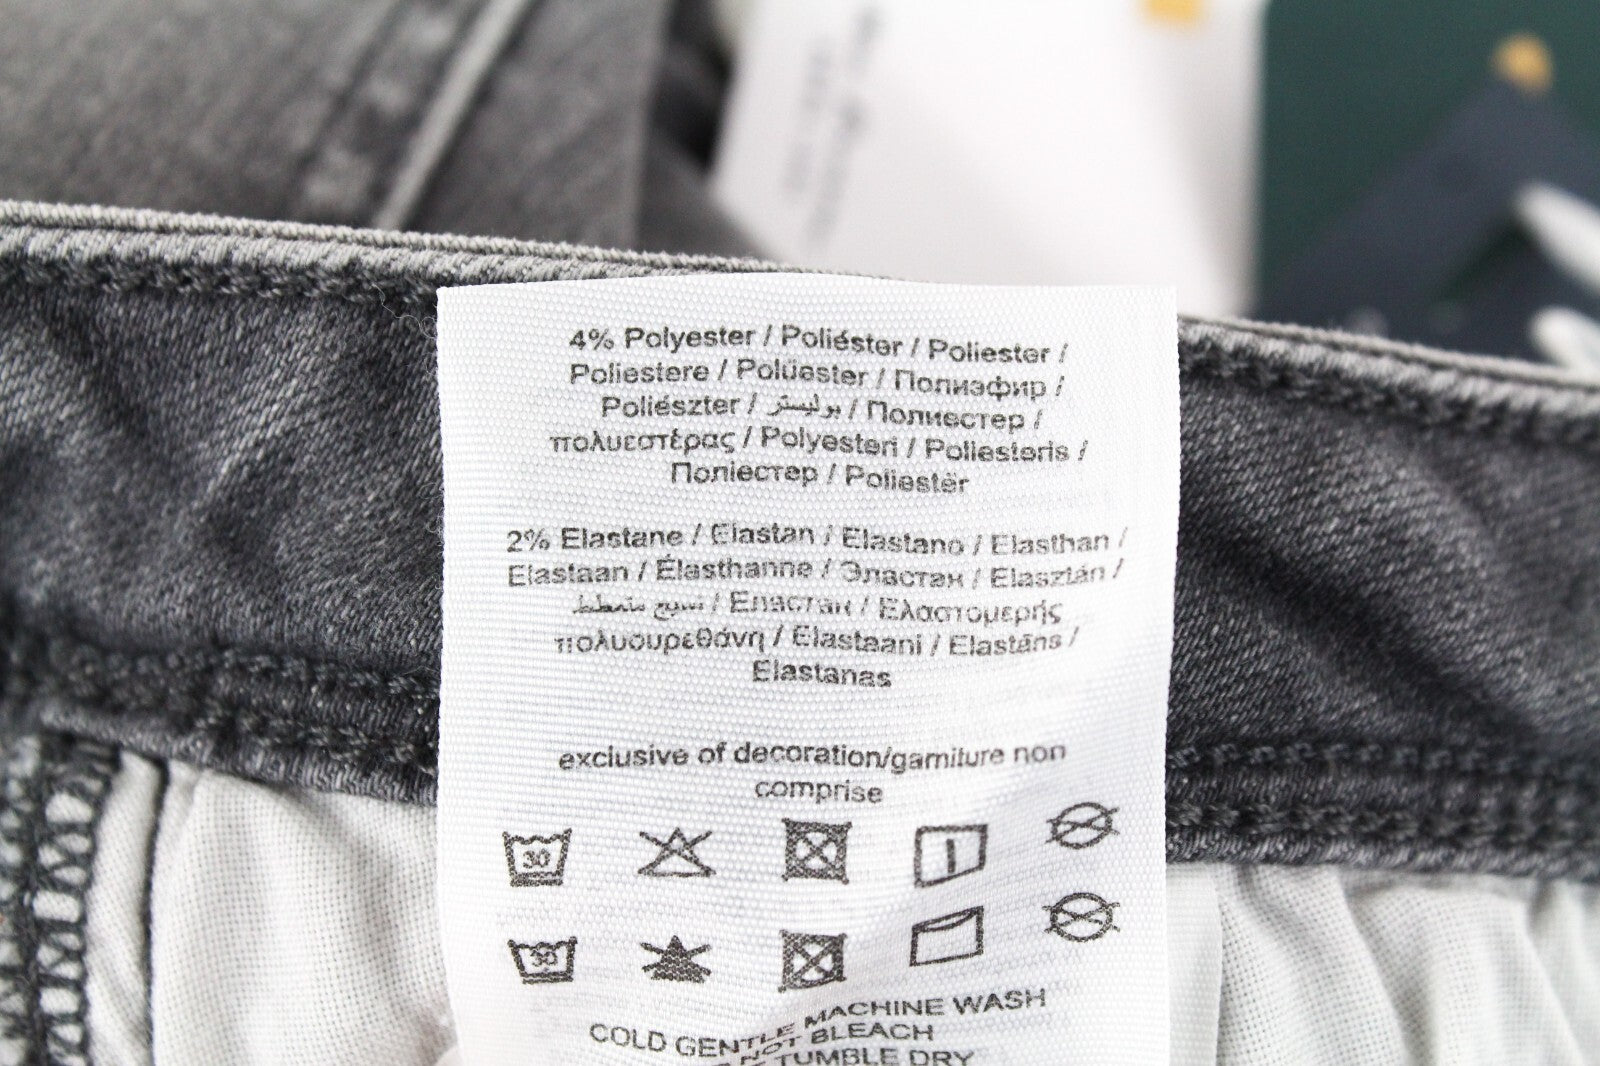 4% Polyester / Poliéster / Poliester /
Poliestere / Polüester / Полиэфир /
Poliészter / بوليستر / Полиестер /
πολυεστέρας / Polyesteri / Poliesteris /
Поліестер / Poliestër
2% Elastane / Elastan / Elastano / Elasthan /
Elastaan / Élasthanne / Эластан / Elasztán /
نسيج متمطط / Еластан / Ελαστομερής
πολυουρεθάνη / Elastaani / Elastāns /
Elastanas
exclusive of decoration/garniture non
comprise
30
30
COLD GENTLE MACHINE WASH
NOT BLEACH
TUMBLE DRY